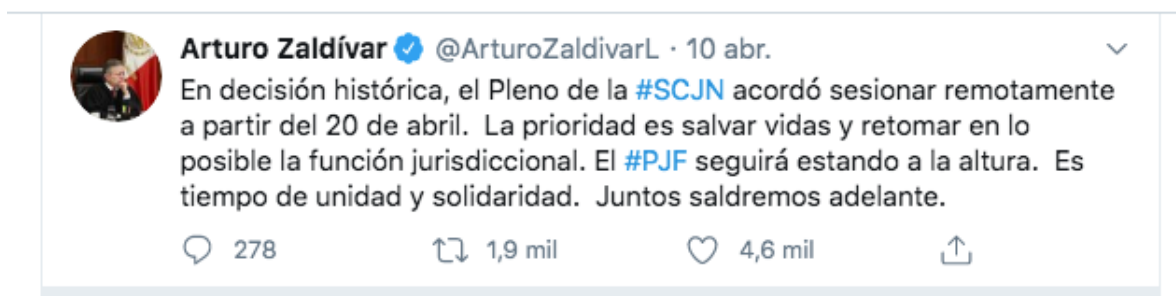 Arturo Zaldívar @ArturoZaldivarL · 10 abr.
En decisión histórica, el Pleno de la #SCJN acordó sesionar remotamente
a partir del 20 de abril.  La prioridad es salvar vidas y retomar en lo
posible la función jurisdiccional. El #PJF seguirá estando a la altura.  Es
tiempo de unidad y solidaridad.  Juntos saldremos adelante.
278 1,9 mil 4,6 mil